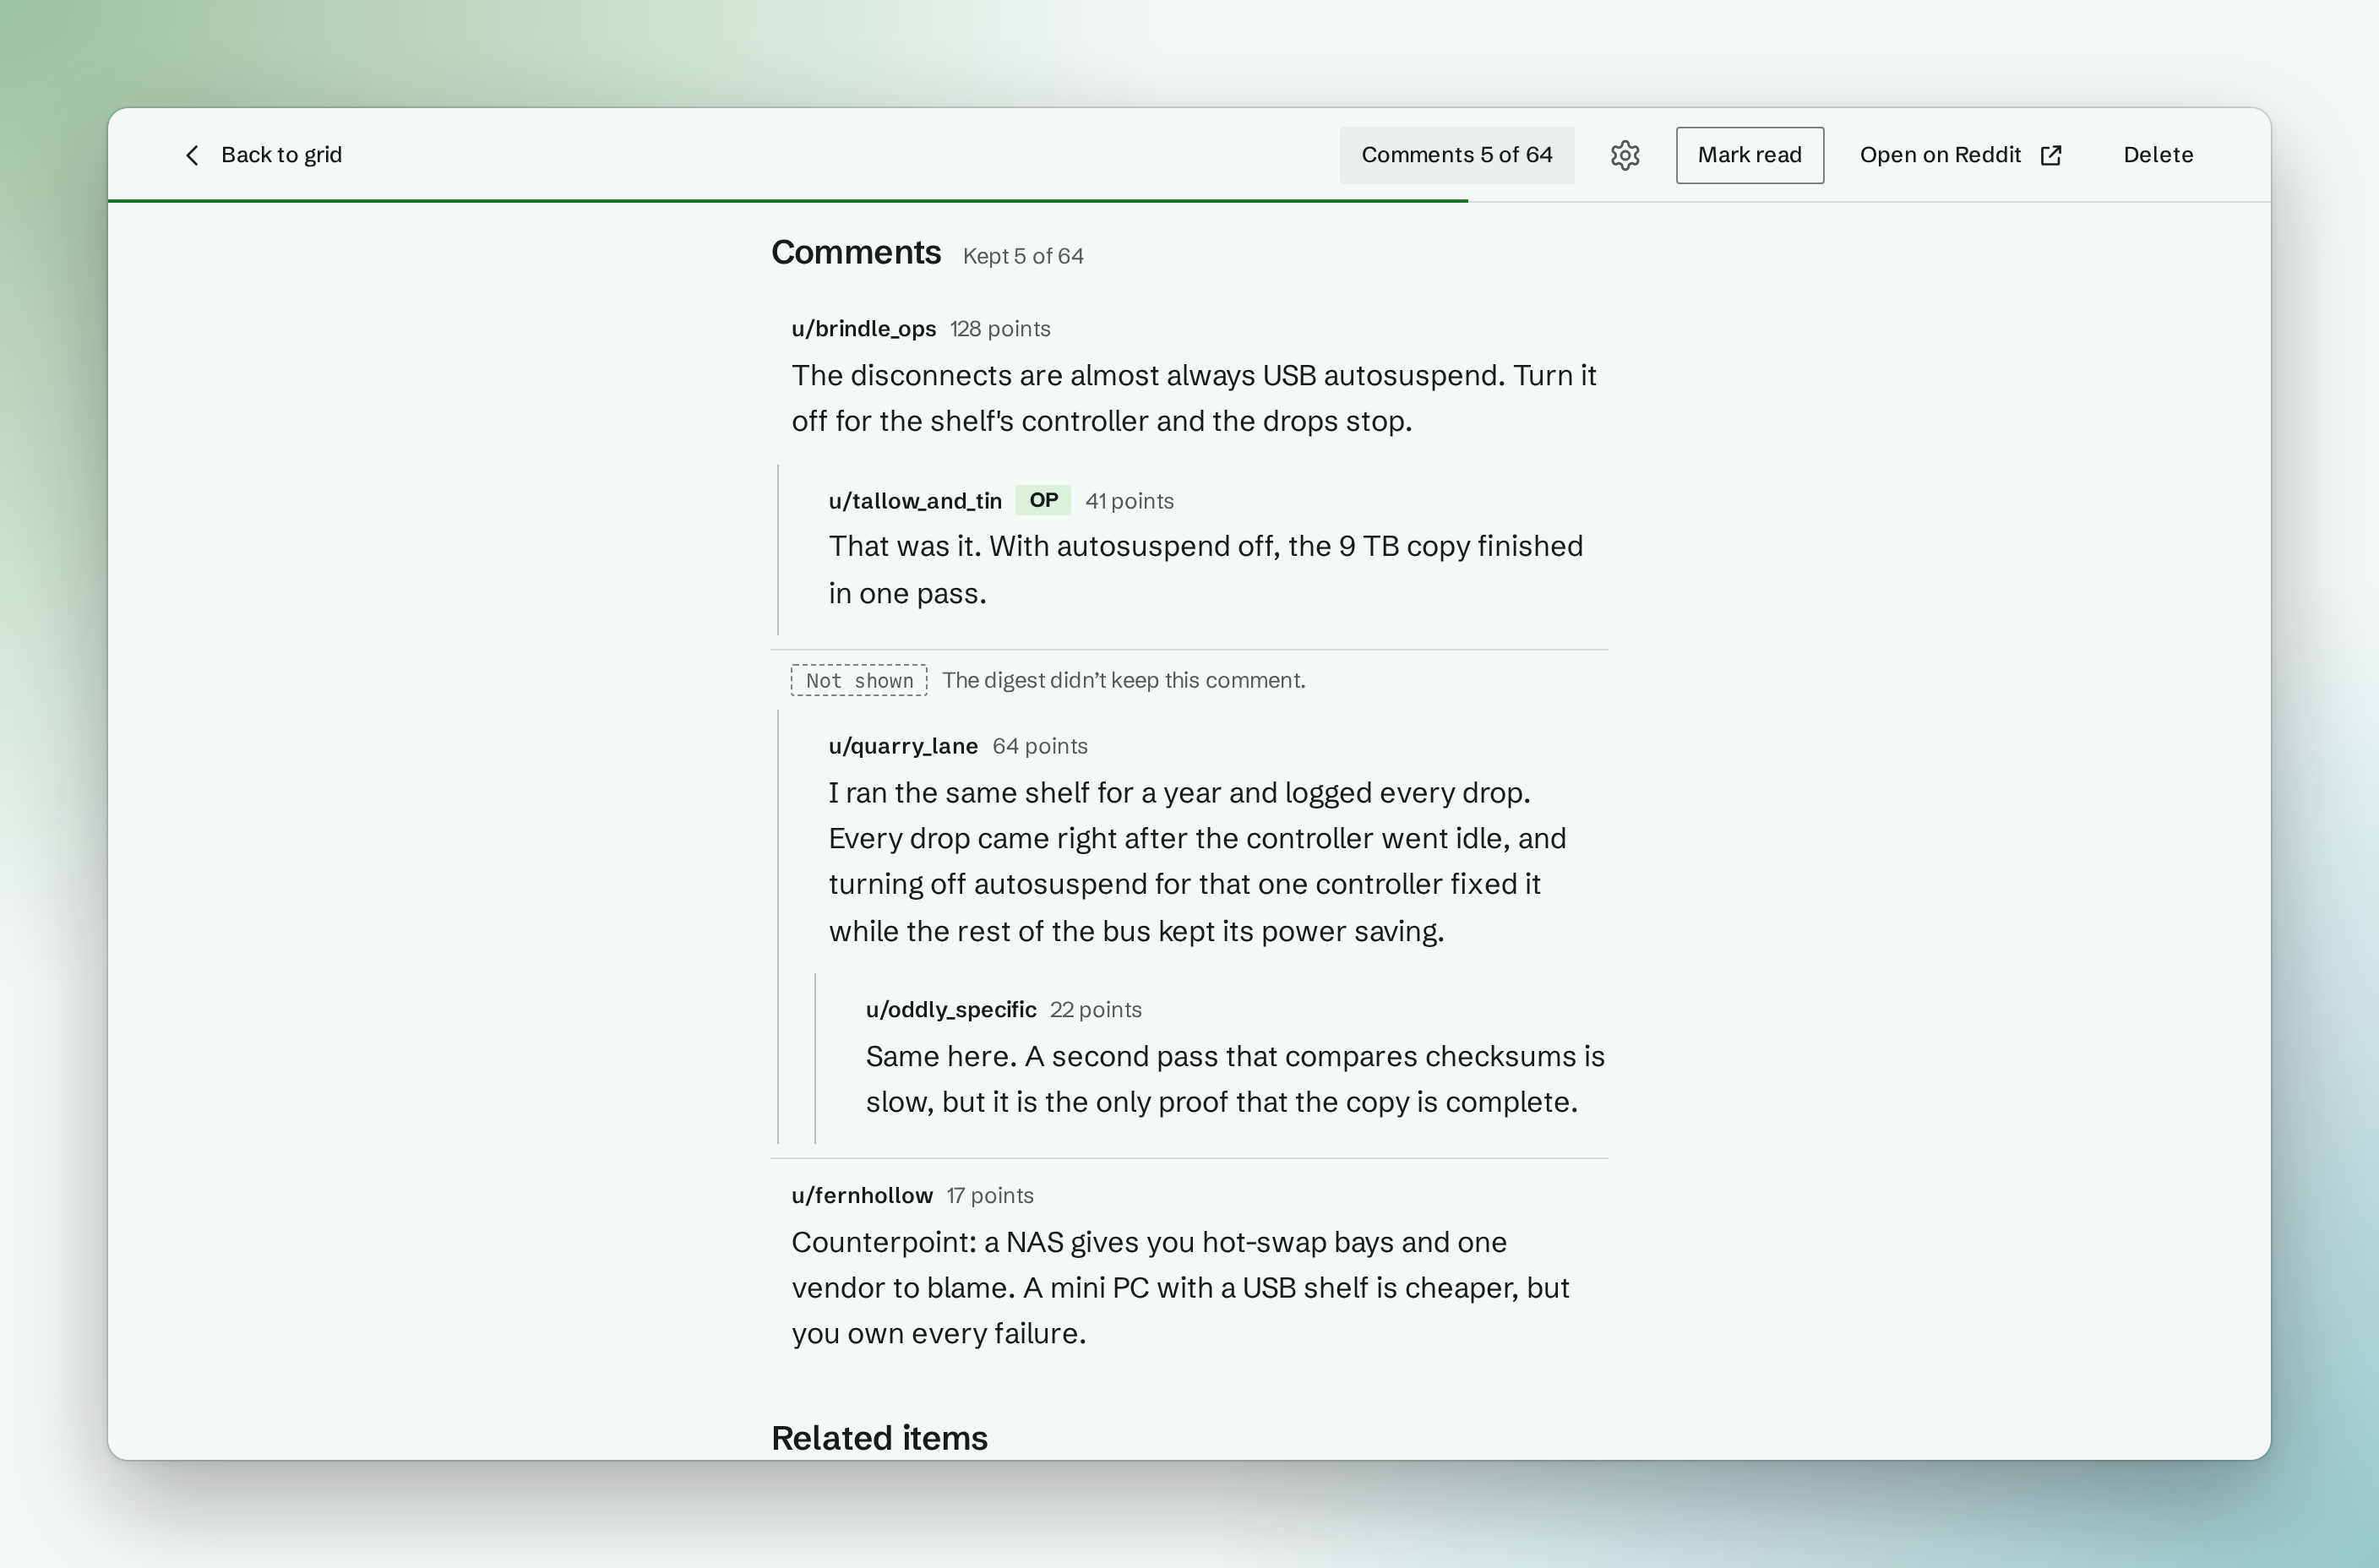 Back to grid
Comments 5 of 64
Mark read
Open on Reddit
Delete
Comments Kept 5 of 64
u/brindle_ops 128 points
The disconnects are almost always USB autosuspend. Turn it
off for the shelf's controller and the drops stop.
u/tallow_and_tin OP 41 points
That was it. With autosuspend off, the 9 TB copy finished
in one pass.
Not shown The digest didn’t keep this comment.
u/quarry_lane 64 points
I ran the same shelf for a year and logged every drop.
Every drop came right after the controller went idle, and
turning off autosuspend for that one controller fixed it
while the rest of the bus kept its power saving.
u/oddly_specific 22 points
Same here. A second pass that compares checksums is
slow, but it is the only proof that the copy is complete.
u/fernhollow 17 points
Counterpoint: a NAS gives you hot-swap bays and one
vendor to blame. A mini PC with a USB shelf is cheaper, but
you own every failure.
Related items